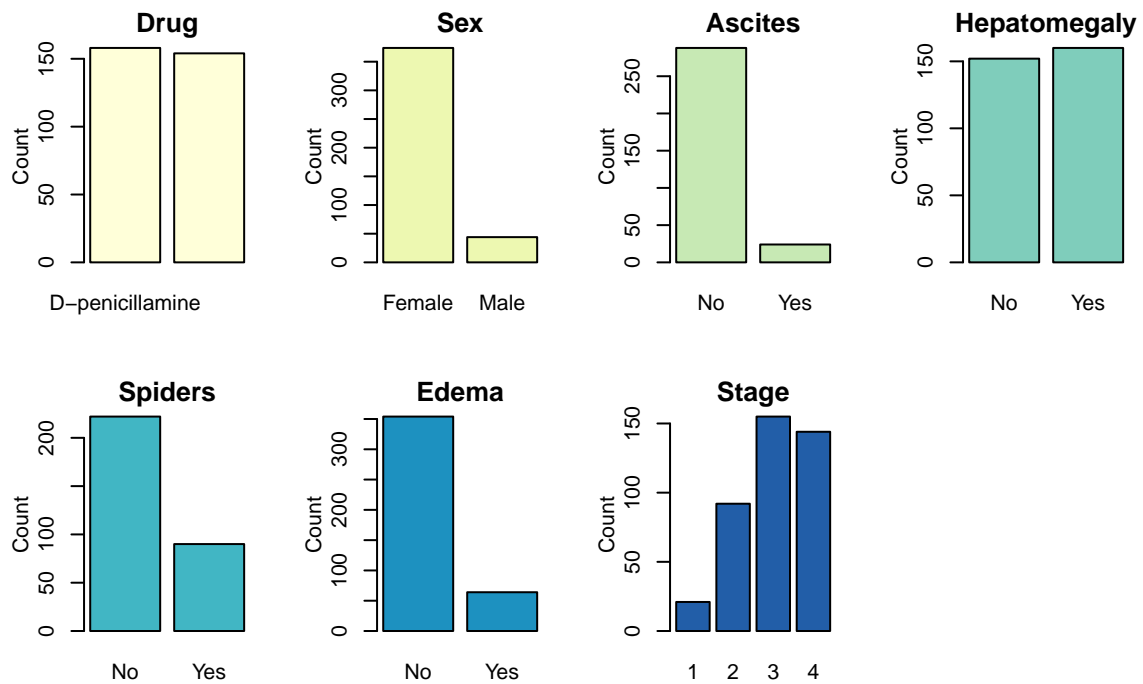 Drug
Count
0
50
100
150
D−penicillamine
Sex
Count
0
100
200
300
Female
Male
Ascites
Count
0
50
150
250
No
Yes
Hepatomegaly
Count
0
50
100
150
No
Yes
Spiders
Count
0
50
100
200
No
Yes
Edema
Count
0
100
200
300
No
Yes
Stage
Count
0
50
100
150
1
2
3
4